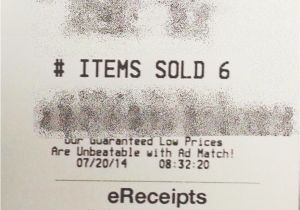 # ITEMS SOLD 6
Our Guaranteed Low Prices
Are Unbeatable with Ad Match!
07/20/14 08:32:20
eReceipts